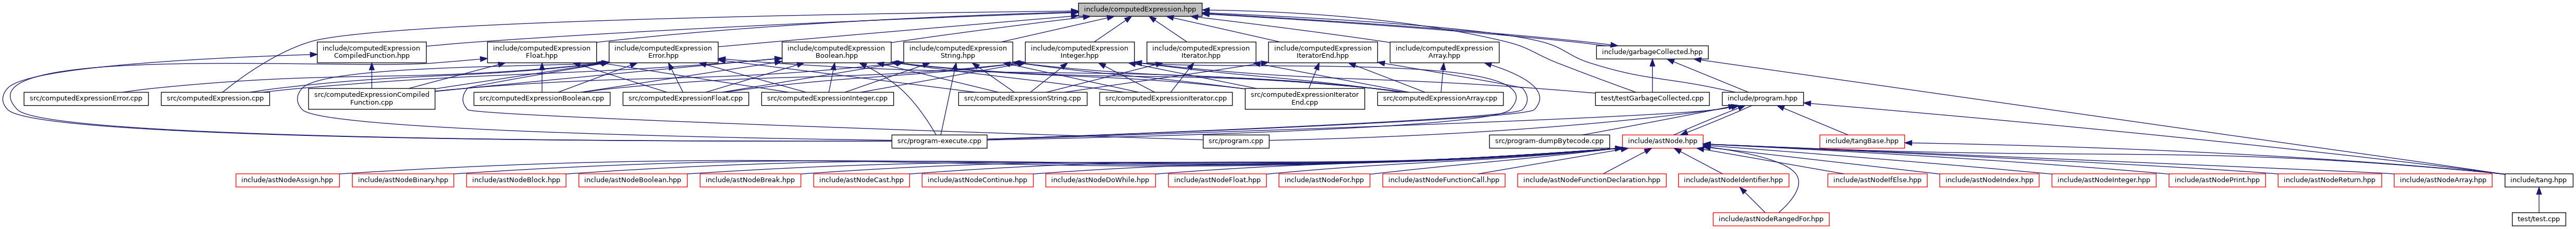 include/computedExpression.hpp
include/computedExpression
CompiledFunction.hpp
include/computedExpression
Float.hpp
include/computedExpression
Error.hpp
include/computedExpression
Boolean.hpp
include/computedExpression
String.hpp
include/computedExpression
Integer.hpp
include/computedExpression
Iterator.hpp
include/computedExpression
IteratorEnd.hpp
include/computedExpression
Array.hpp
include/garbageCollected.hpp
src/computedExpressionError.cpp
src/computedExpression.cpp
src/computedExpressionCompiled
Function.cpp
src/computedExpressionBoolean.cpp
src/computedExpressionFloat.cpp
src/computedExpressionInteger.cpp
src/computedExpressionString.cpp
src/computedExpressionIterator.cpp
src/computedExpressionIterator
End.cpp
src/computedExpressionArray.cpp
test/testGarbageCollected.cpp
include/program.hpp
src/program-execute.cpp
src/program.cpp
src/program-dumpBytecode.cpp
include/astNode.hpp
include/tangBase.hpp
include/astNodeAssign.hpp
include/astNodeBinary.hpp
include/astNodeBlock.hpp
include/astNodeBoolean.hpp
include/astNodeBreak.hpp
include/astNodeCast.hpp
include/astNodeContinue.hpp
include/astNodeDoWhile.hpp
include/astNodeFloat.hpp
include/astNodeFor.hpp
include/astNodeFunctionCall.hpp
include/astNodeFunctionDeclaration.hpp
include/astNodeIdentifier.hpp
include/astNodeIfElse.hpp
include/astNodeIndex.hpp
include/astNodeInteger.hpp
include/astNodePrint.hpp
include/astNodeReturn.hpp
include/astNodeArray.hpp
include/tang.hpp
include/astNodeRangedFor.hpp
test/test.cpp